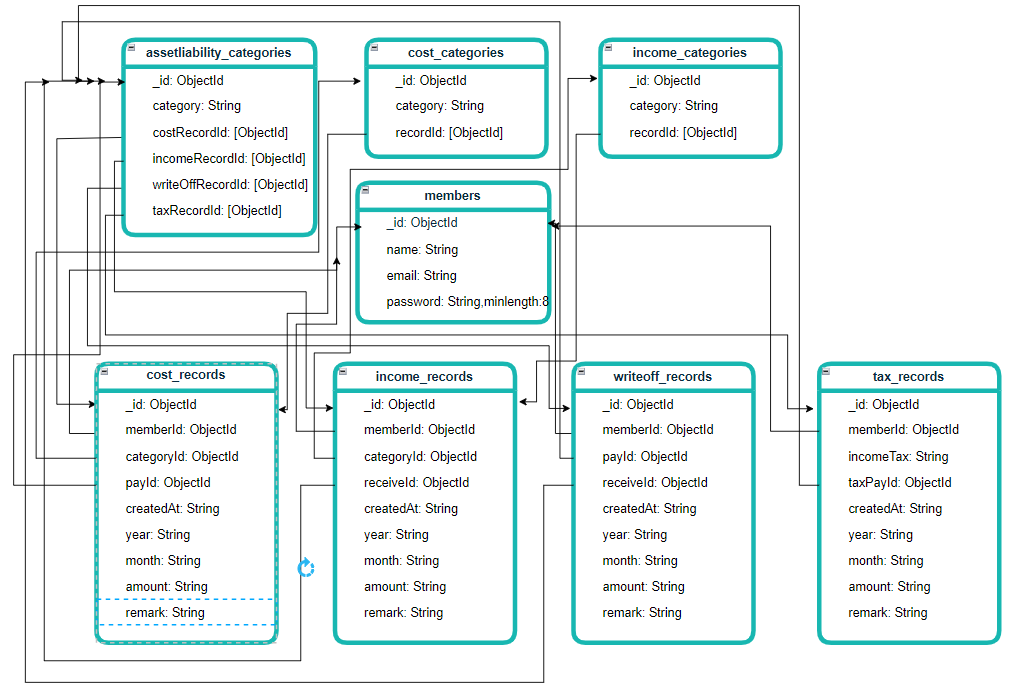 assetliability_categories
_id: ObjectId
category: String
costRecordId: [ObjectId]
incomeRecordId: [ObjectId]
writeOffRecordId: [ObjectId]
taxRecordId: [ObjectId]
cost_categories
_id: ObjectId
category: String
recordId: [ObjectId]
income_categories
_id: ObjectId
category: String
recordId: [ObjectId]
members
_id: ObjectId
name: String
email: String
password: String,minlength:8
cost_records
_id: ObjectId
memberId: ObjectId
categoryId: ObjectId
payId: ObjectId
createdAt: String
year: String
month: String
amount: String
remark: String
income_records
_id: ObjectId
memberId: ObjectId
categoryId: ObjectId
receiveId: ObjectId
createdAt: String
year: String
month: String
amount: String
remark: String
writeoff_records
_id: ObjectId
memberId: ObjectId
payId: ObjectId
receiveId: ObjectId
createdAt: String
year: String
month: String
amount: String
remark: String
tax_records
_id: ObjectId
memberId: ObjectId
incomeTax: String
taxPayId: ObjectId
createdAt: String
year: String
month: String
amount: String
remark: String